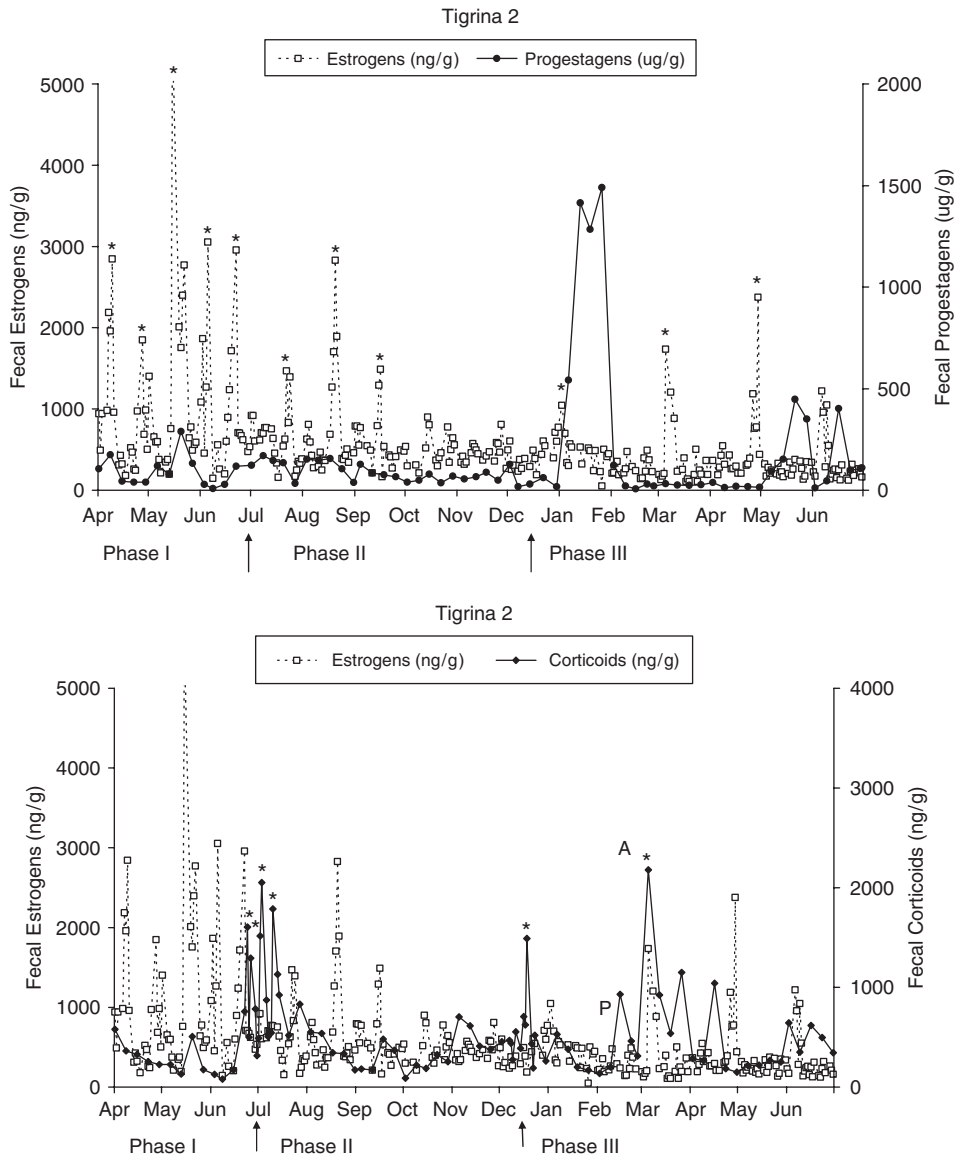 Tigrina 2
Estrogens (ng/g) Progestagens (ug/g)
5000
4000
3000
2000
1000
0
Fecal Estrogens (ng/g)
2000
1500
1000
500
0
Fecal Progestagens (ug/g)
* * * * * * * * * * * *
Apr May Jun Jul Aug Sep Oct Nov Dec Jan Feb Mar Apr May Jun
Phase I Phase II Phase III
Tigrina 2
Estrogens (ng/g) Corticoids (ng/g)
5000
4000
3000
2000
1000
0
Fecal Estrogens (ng/g)
4000
3000
2000
1000
0
Fecal Corticoids (ng/g)
* * * * * A * P
Apr May Jun Jul Aug Sep Oct Nov Dec Jan Feb Mar Apr May Jun
Phase I Phase II Phase III